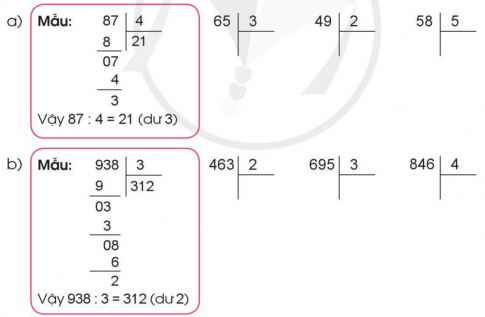 a) Mẫu: 87 4 65 3 49 2 58 5
8 21
07
4
3
Vậy 87 : 4 = 21 (dư 3)
b) Mẫu: 938 3 463 2 695 3 846 4
9 312
03
3
08
6
2
Vậy 938 : 3 = 312 (dư 2)